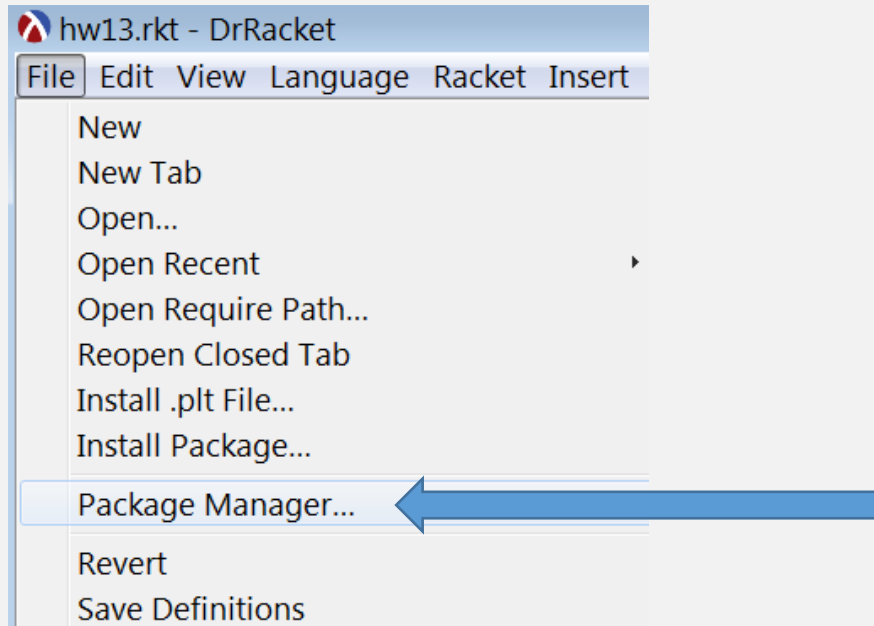 hw13.rkt - DrRacket
File Edit View Language Racket Insert
New
New Tab
Open...
Open Recent
Open Require Path...
Reopen Closed Tab
Install .plt File...
Install Package...
Package Manager...
Revert
Save Definitions